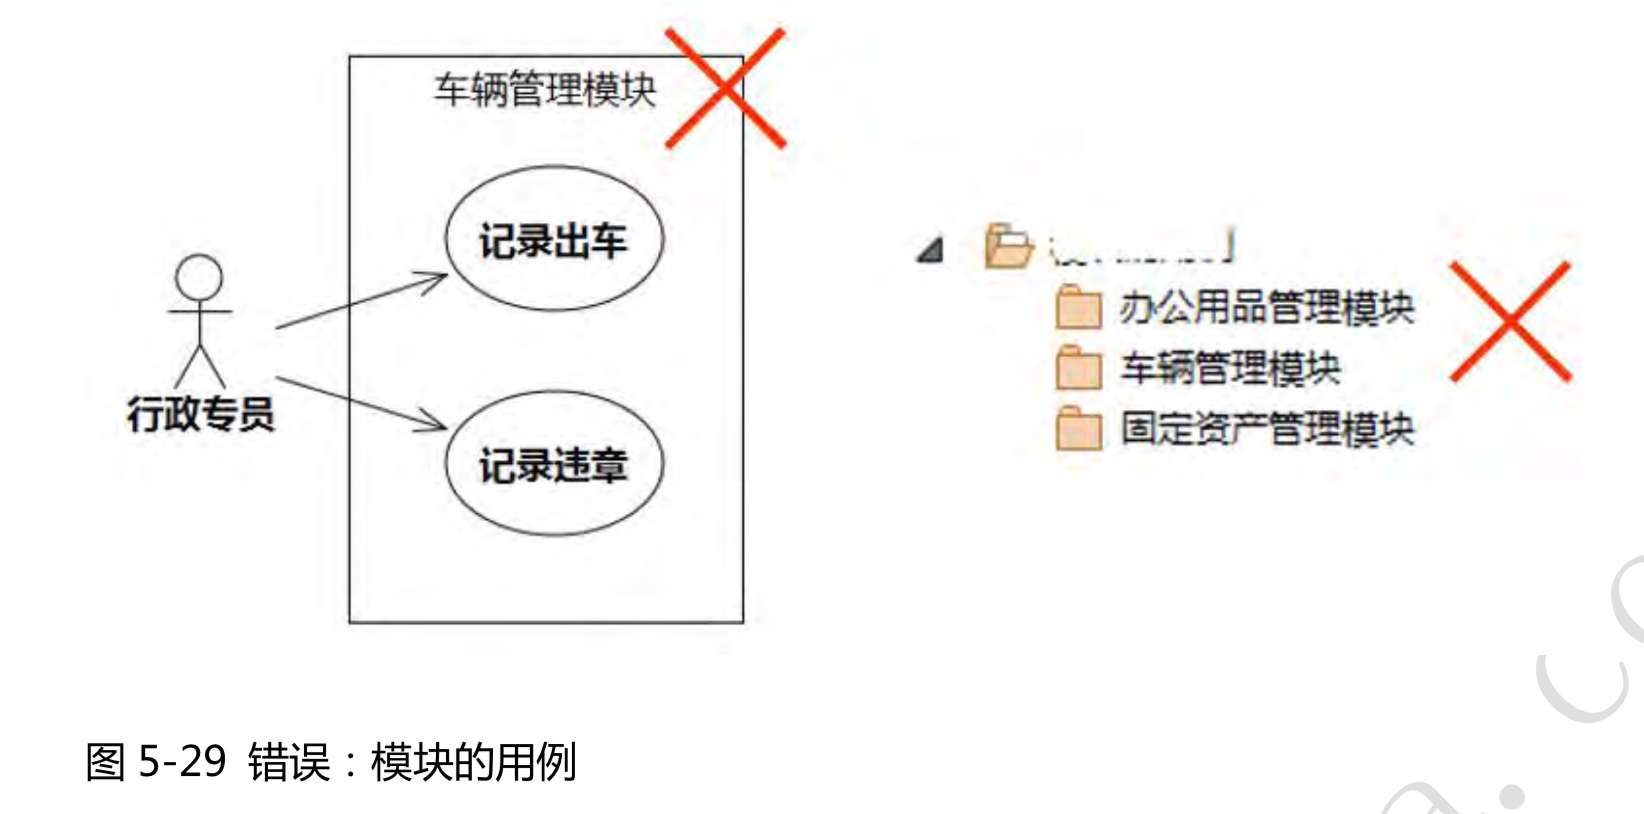 车辆管理模块
记录出车
行政专员
记录违章
办公用品管理模块
车辆管理模块
固定资产管理模块
图 5-29 错误：模块的用例